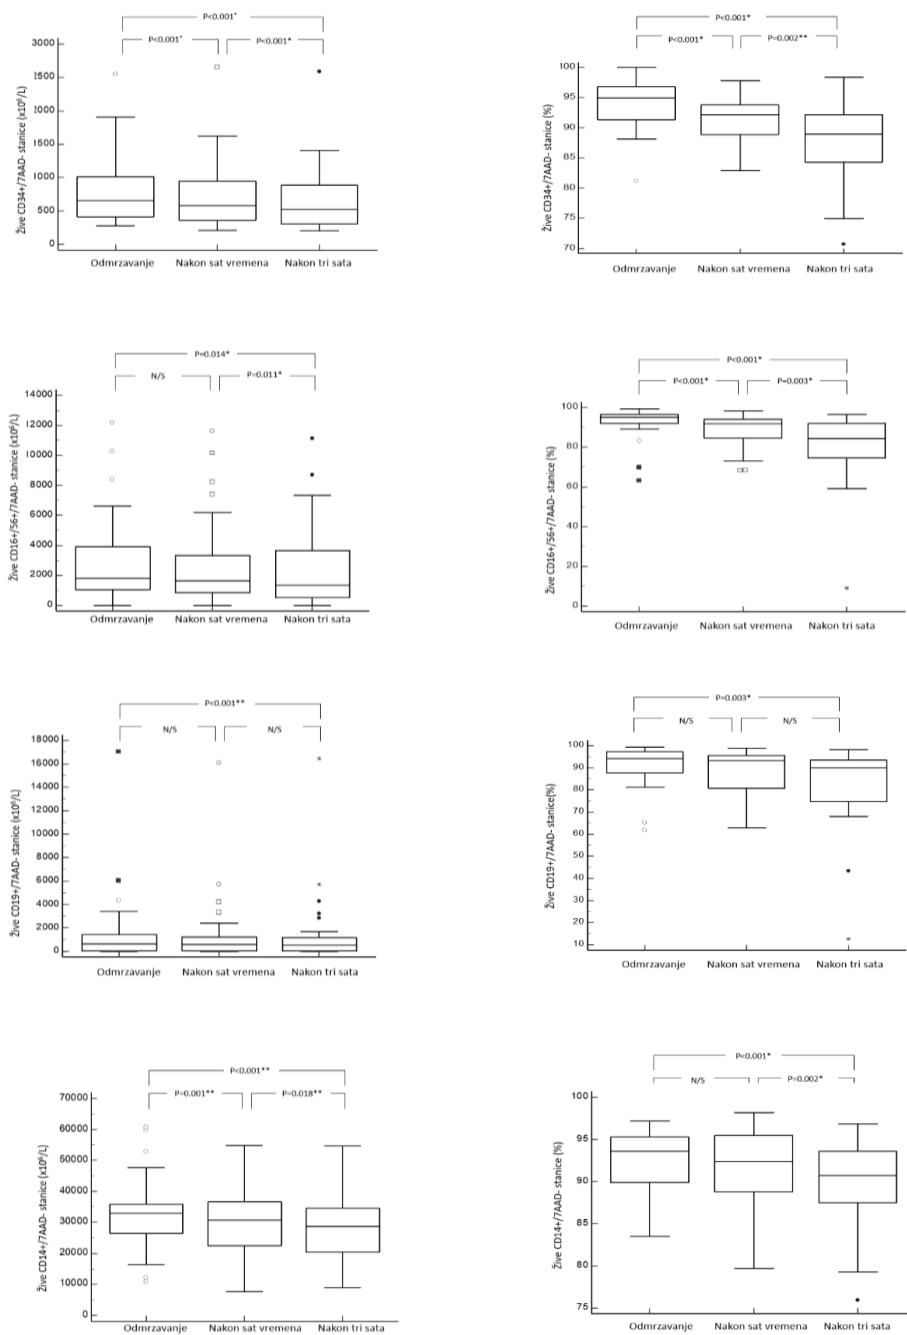 P<0.001*
P<0.001*
P<0.001*
Žive CD34+/7AAD- stanice (x10⁶/L)
3000
2500
2000
1500
1000
500
0
Odmrzavanje
Nakon sat vremena
Nakon tri sata
P<0.001*
P<0.001*
P=0.002**
Žive CD34+/7AAD- stanice (%)
100
95
90
85
80
75
70
Odmrzavanje
Nakon sat vremena
Nakon tri sata
P=0.014*
N/S
P=0.011*
Žive CD16+/56+/7AAD- stanice (x10⁶/L)
14000
12000
10000
8000
6000
4000
2000
0
Odmrzavanje
Nakon sat vremena
Nakon tri sata
P<0.001*
P<0.001*
P=0.003*
Žive CD16+/56+/7AAD- stanice (%)
100
80
60
40
20
0
Odmrzavanje
Nakon sat vremena
Nakon tri sata
P<0.001**
N/S
N/S
Žive CD19+/7AAD- stanice (x10⁶/L)
18000
16000
14000
12000
10000
8000
6000
4000
2000
0
Odmrzavanje
Nakon sat vremena
Nakon tri sata
P=0.003*
N/S
N/S
Žive CD19+/7AAD- stanice(%)
100
90
80
70
60
50
40
30
20
10
Odmrzavanje
Nakon sat vremena
Nakon tri sata
P<0.001**
P=0.001**
P=0.018**
Žive CD14+/7AAD- stanice (x10⁶/L)
70000
60000
50000
40000
30000
20000
10000
0
Odmrzavanje
Nakon sat vremena
Nakon tri sata
P<0.001*
N/S
P=0.002*
Žive CD14+/7AAD- stanice (%)
100
95
90
85
80
75
Odmrzavanje
Nakon sat vremena
Nakon tri sata